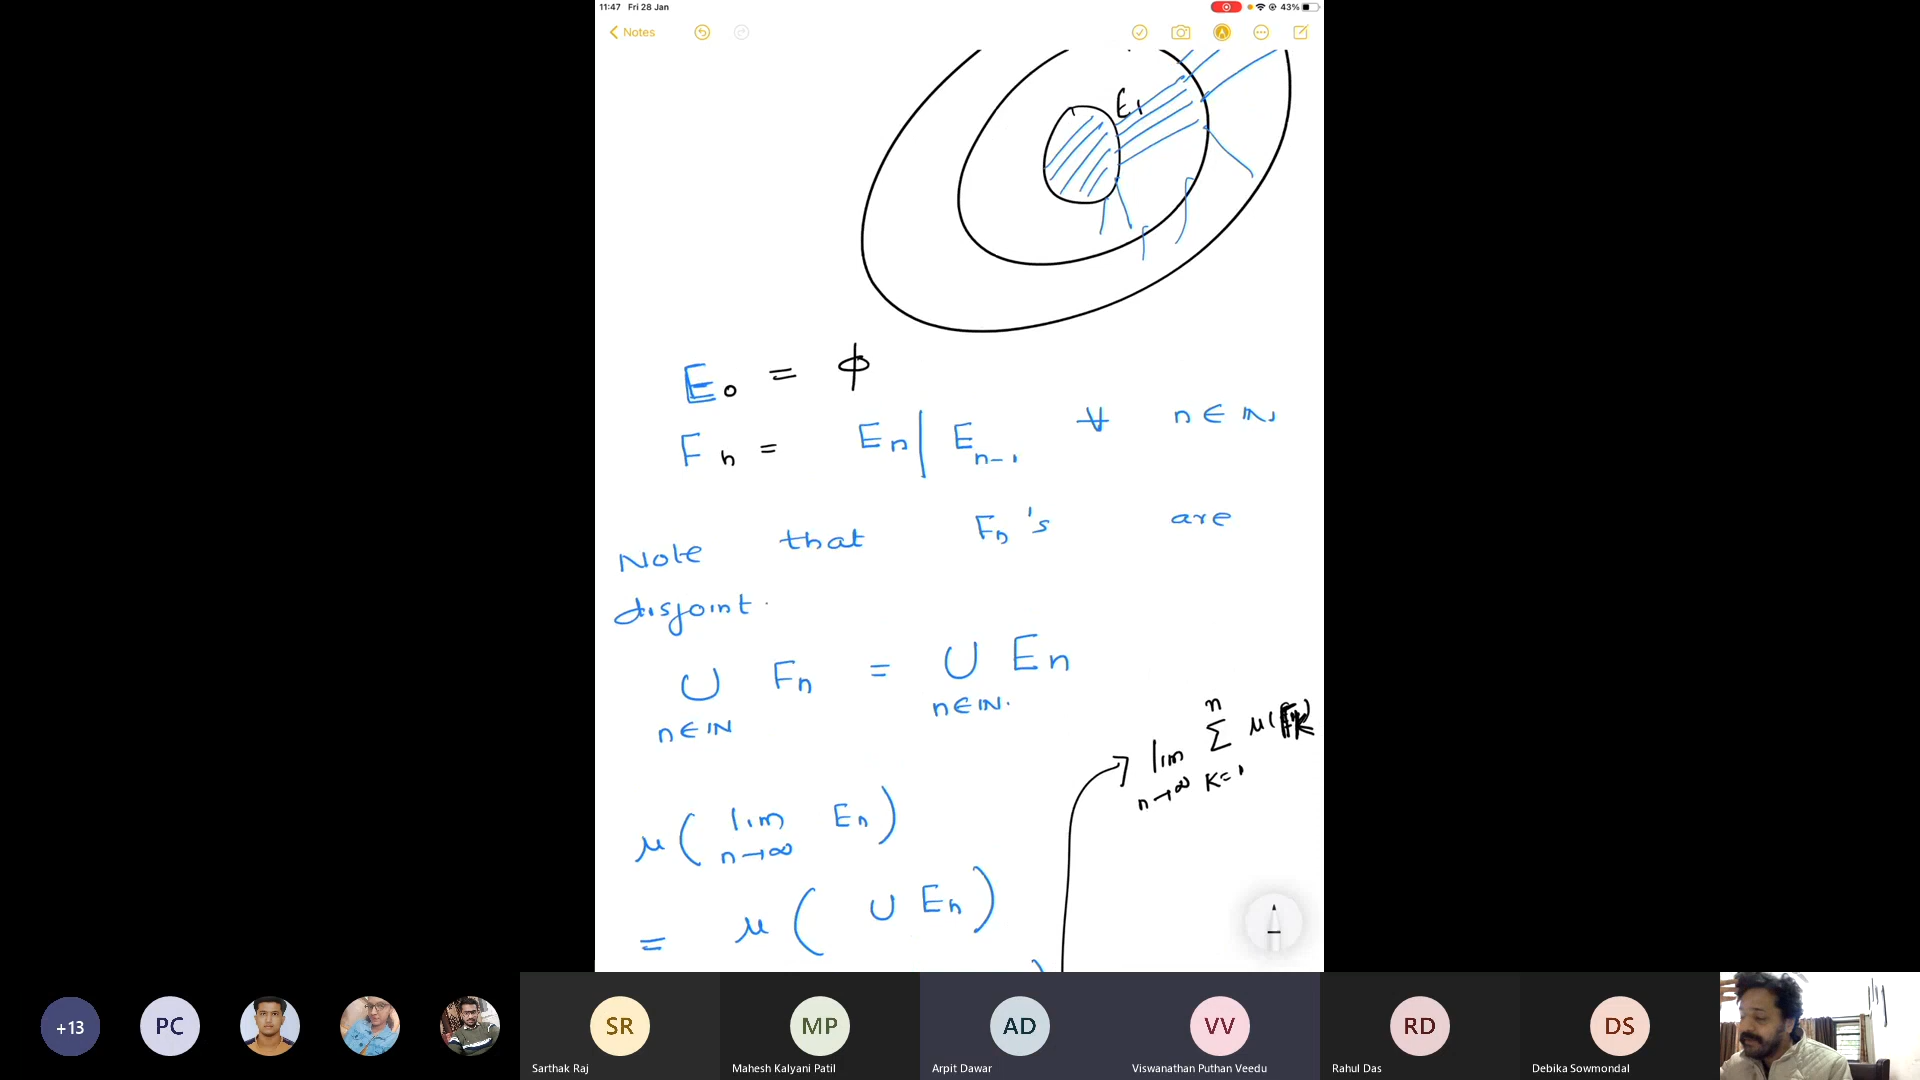 11:47 Fri 28 Jan
43%
Notes
E₁
E₀ = ϕ
Fₙ = Eₙ | Eₙ₋₁ ∀ n ∈ ℕ,
Note that Fₙ's are
disjoint.
∪ Fₙ = ∪ Eₙ
n∈ℕ n∈ℕ.
n
lim Σ μ(Fk)
n→∞ k=1
μ( lim Eₙ)
n→∞
= μ( ∪ Eₙ)
)
+13
PC
SR
MP
AD
VV
RD
DS
Sarthak Raj
Mahesh Kalyani Patil
Arpit Dawar
Viswanathan Puthan Veedu
Rahul Das
Debika Sowmondal